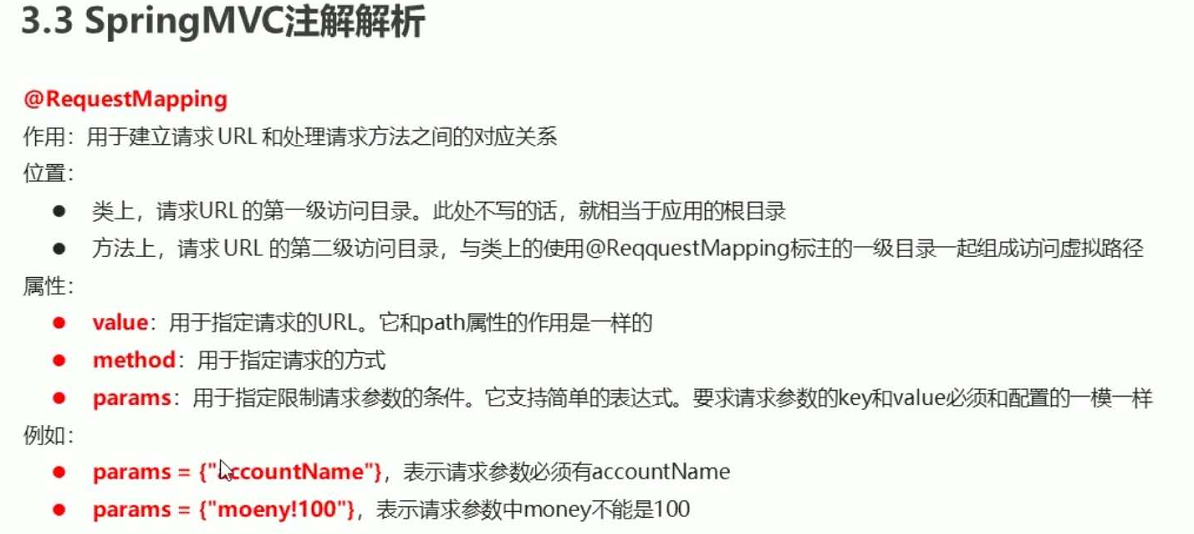 3.3 SpringMVC注解解析
@RequestMapping
作用：用于建立请求 URL 和处理请求方法之间的对应关系
位置：
● 类上，请求URL 的第一级访问目录。此处不写的话，就相当于应用的根目录
● 方法上，请求 URL 的第二级访问目录，与类上的使用@ReqquestMapping标注的一级目录一起组成访问虚拟路径
属性：
● value：用于指定请求的URL。它和path属性的作用是一样的
● method：用于指定请求的方式
● params：用于指定限制请求参数的条件。它支持简单的表达式。要求请求参数的key和value必须和配置的一模一样
例如：
● params = {"accountName"}，表示请求参数必须有accountName
● params = {"moeny!100"}，表示请求参数中money不能是100